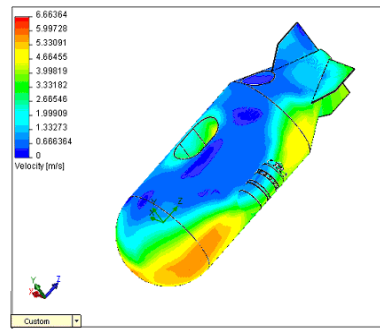 6.66364
5.99728
5.33091
4.66455
3.99819
3.33182
2.66546
1.99909
1.33273
0.666364
0
Velocity [m/s]
Z
Y
X
Z
Custom